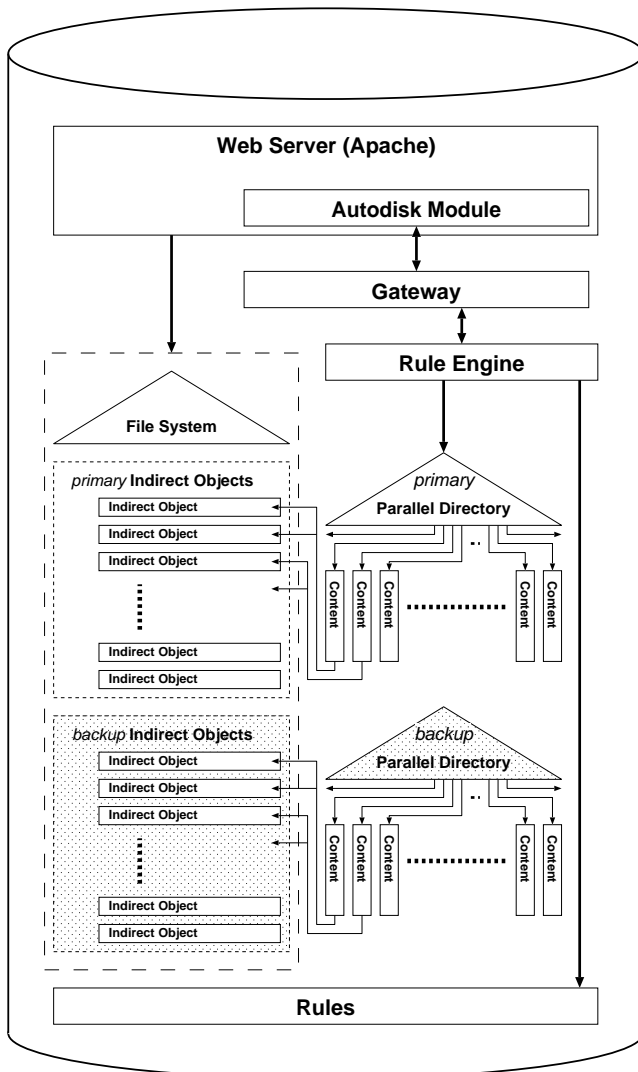 Web Server (Apache)
Autodisk Module
Gateway
Rule Engine
File System
primary Indirect Objects
Indirect Object
Indirect Object
Indirect Object
Indirect Object
Indirect Object
primary
Parallel Directory
Content
Content
Content
Content
Content
backup Indirect Objects
Indirect Object
Indirect Object
Indirect Object
Indirect Object
Indirect Object
backup
Parallel Directory
Content
Content
Content
Content
Content
Rules